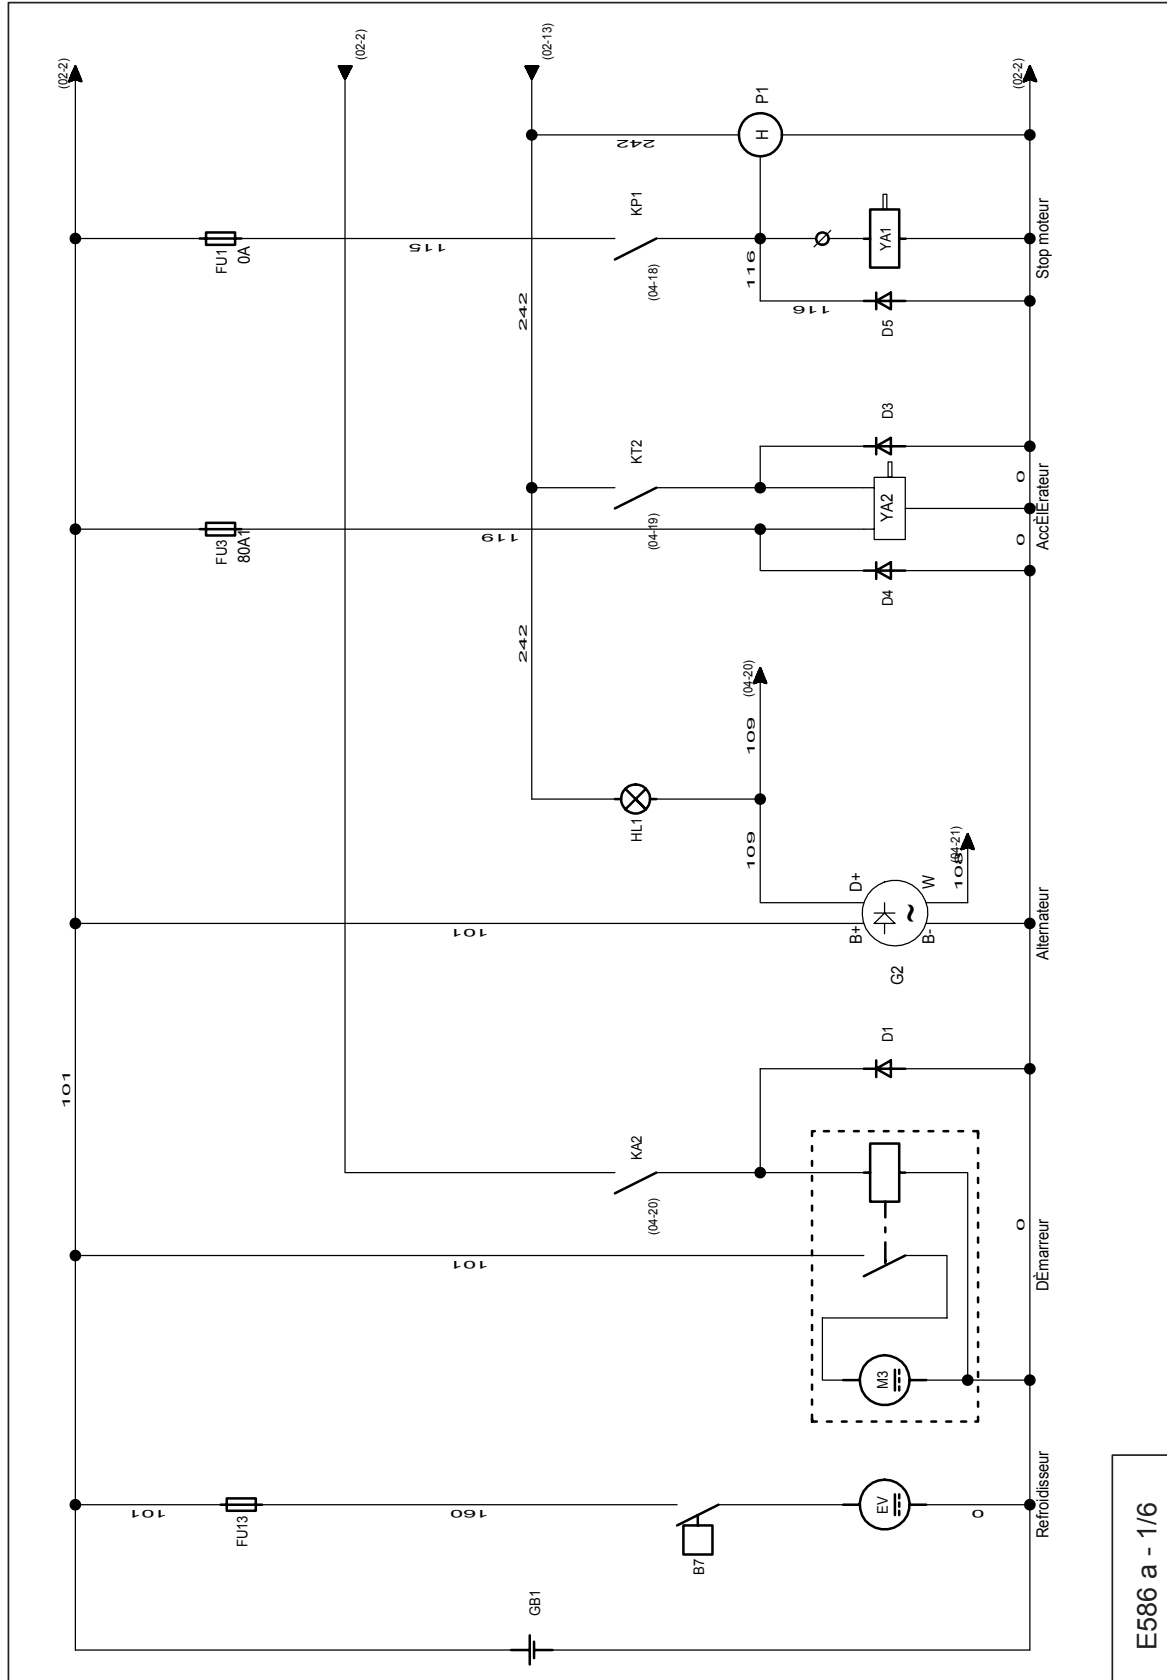 (02-2)
(02-2)
(02-13)
(02-2)
P1
H
242
KP1
(04-18)
FU1
0A
115
116
YA1
Stop moteur
242
116
D5
D3
KT2
(04-19)
FU3
80A1
119
YA2
0
AccÈlÈrateur
0
D4
242
(04-20)
109
HL1
109
(04-21)
108
D+
W
B+
B-
G2
101
Alternateur
D1
101
KA2
(04-20)
101
0
DÈmarreur
M3
Refroidisseur
101
FU13
160
B7
EV
0
GB1
E586 a - 1/6